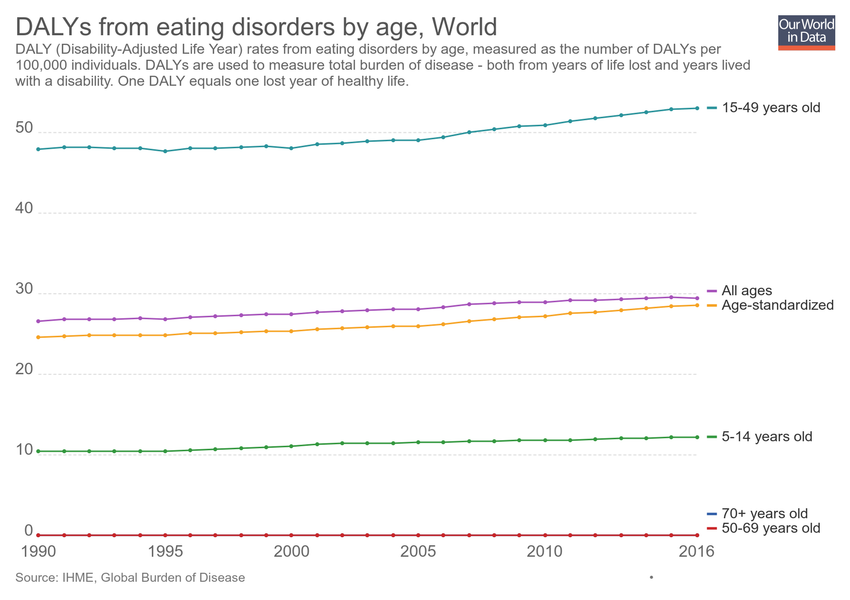 DALYs from eating disorders by age, World
Our World
in Data
DALY (Disability-Adjusted Life Year) rates from eating disorders by age, measured as the number of DALYs per
100,000 individuals. DALYs are used to measure total burden of disease - both from years of life lost and years lived
with a disability. One DALY equals one lost year of healthy life.
50
40
30
20
10
0
15-49 years old
All ages
Age-standardized
5-14 years old
70+ years old
50-69 years old
1990 1995 2000 2005 2010 2016
Source: IHME, Global Burden of Disease